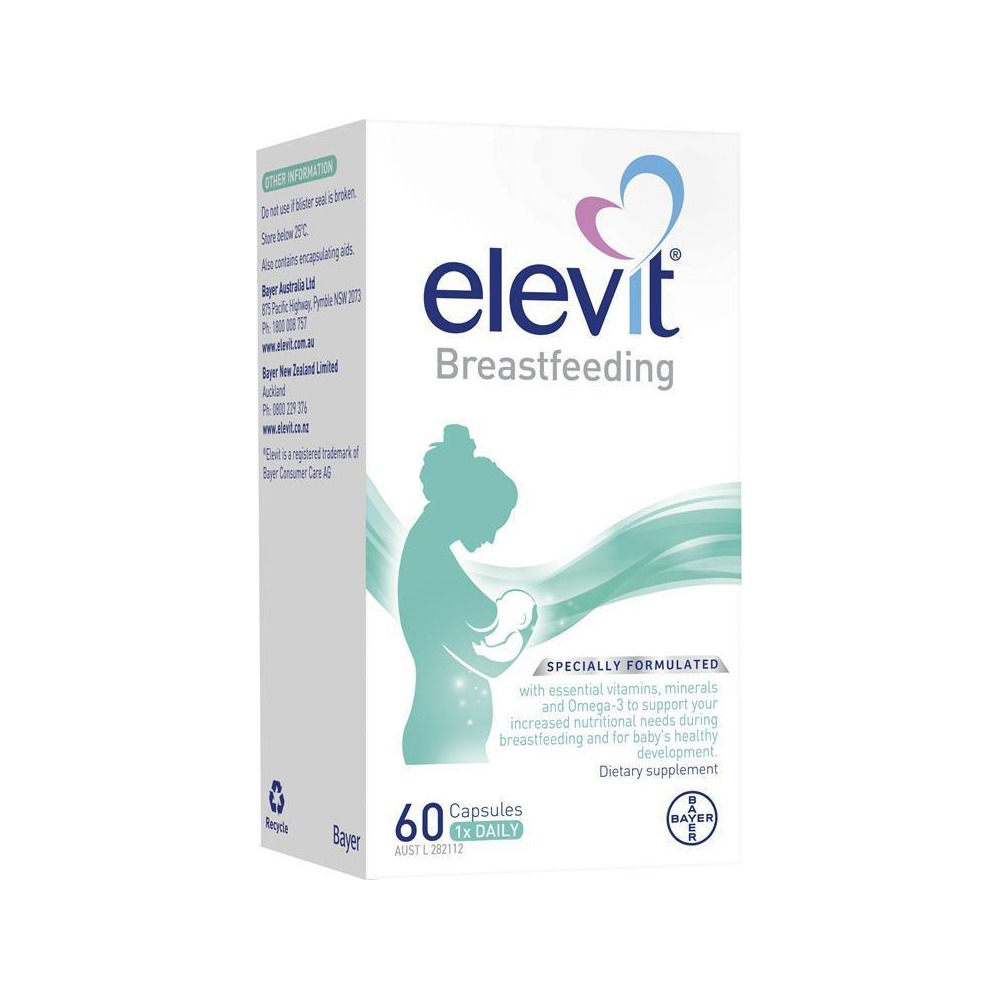 OTHER INFORMATION
Do not use if blister seal is broken.
Store below 25°C.
Also contains encapsulating aids.
Bayer Australia Ltd
875 Pacific Highway, Pymble NSW 2073
Ph: 1800 008 757
www.elevit.com.au
Bayer New Zealand Limited
Auckland
Ph: 0800 229 376
www.elevit.co.nz
®Elevit is a registered trademark of
Bayer Consumer Care AG
Recycle
Bayer
elevit®
Breastfeeding
SPECIALLY FORMULATED
with essential vitamins, minerals
and Omega-3 to support your
increased nutritional needs during
breastfeeding and for baby's healthy
development.
Dietary supplement
60 Capsules
1x DAILY
AUST L 282112
BAYER
BAYER